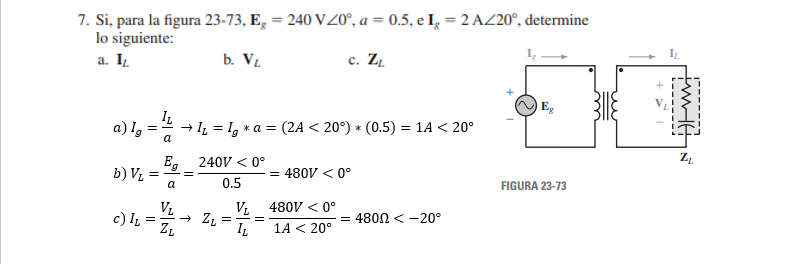 7. Si, para la figura 23-73, E_g = 240 V∠0°, a = 0.5, e I_g = 2 A∠20°, determine
lo siguiente:
a. I_L b. V_L c. Z_L
a) I_g = I_L / a → I_L = I_g * a = (2A < 20°) * (0.5) = 1A < 20°
b) V_L = E_g / a = 240V < 0° / 0.5 = 480V < 0°
c) I_L = V_L / Z_L → Z_L = V_L / I_L = 480V < 0° / 1A < 20° = 480Ω < −20°
I_g I_L
+ +
E_g V_L
− −
Z_L
FIGURA 23-73